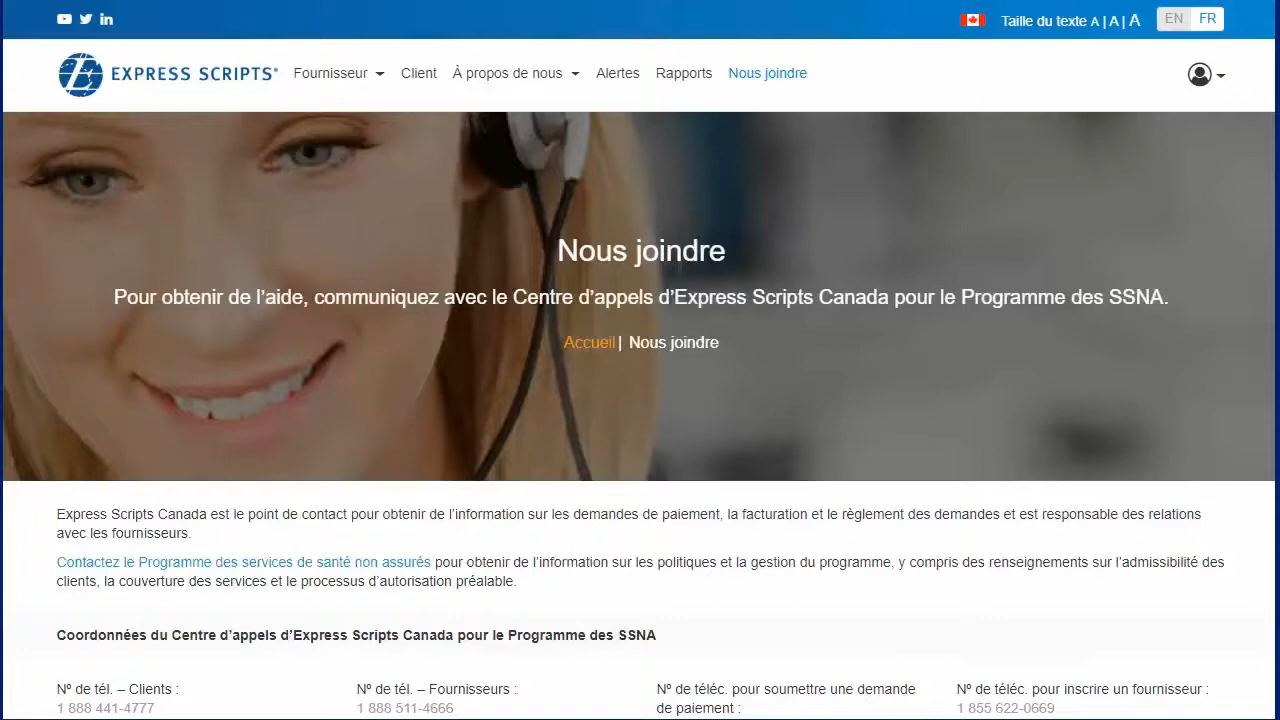 Taille du texte A | A | A EN FR
EXPRESS SCRIPTS® Fournisseur Client À propos de nous Alertes Rapports Nous joindre
Nous joindre
Pour obtenir de l’aide, communiquez avec le Centre d’appels d’Express Scripts Canada pour le Programme des SSNA.
Accueil | Nous joindre
Express Scripts Canada est le point de contact pour obtenir de l’information sur les demandes de paiement, la facturation et le règlement des demandes et est responsable des relations
avec les fournisseurs.
Contactez le Programme des services de santé non assurés pour obtenir de l’information sur les politiques et la gestion du programme, y compris des renseignements sur l’admissibilité des
clients, la couverture des services et le processus d’autorisation préalable.
Coordonnées du Centre d’appels d’Express Scripts Canada pour le Programme des SSNA
Nº de tél. – Clients :
1 888 441-4777
Nº de tél. – Fournisseurs :
1 888 511-4666
Nº de téléc. pour soumettre une demande
de paiement :
Nº de téléc. pour inscrire un fournisseur :
1 855 622-0669